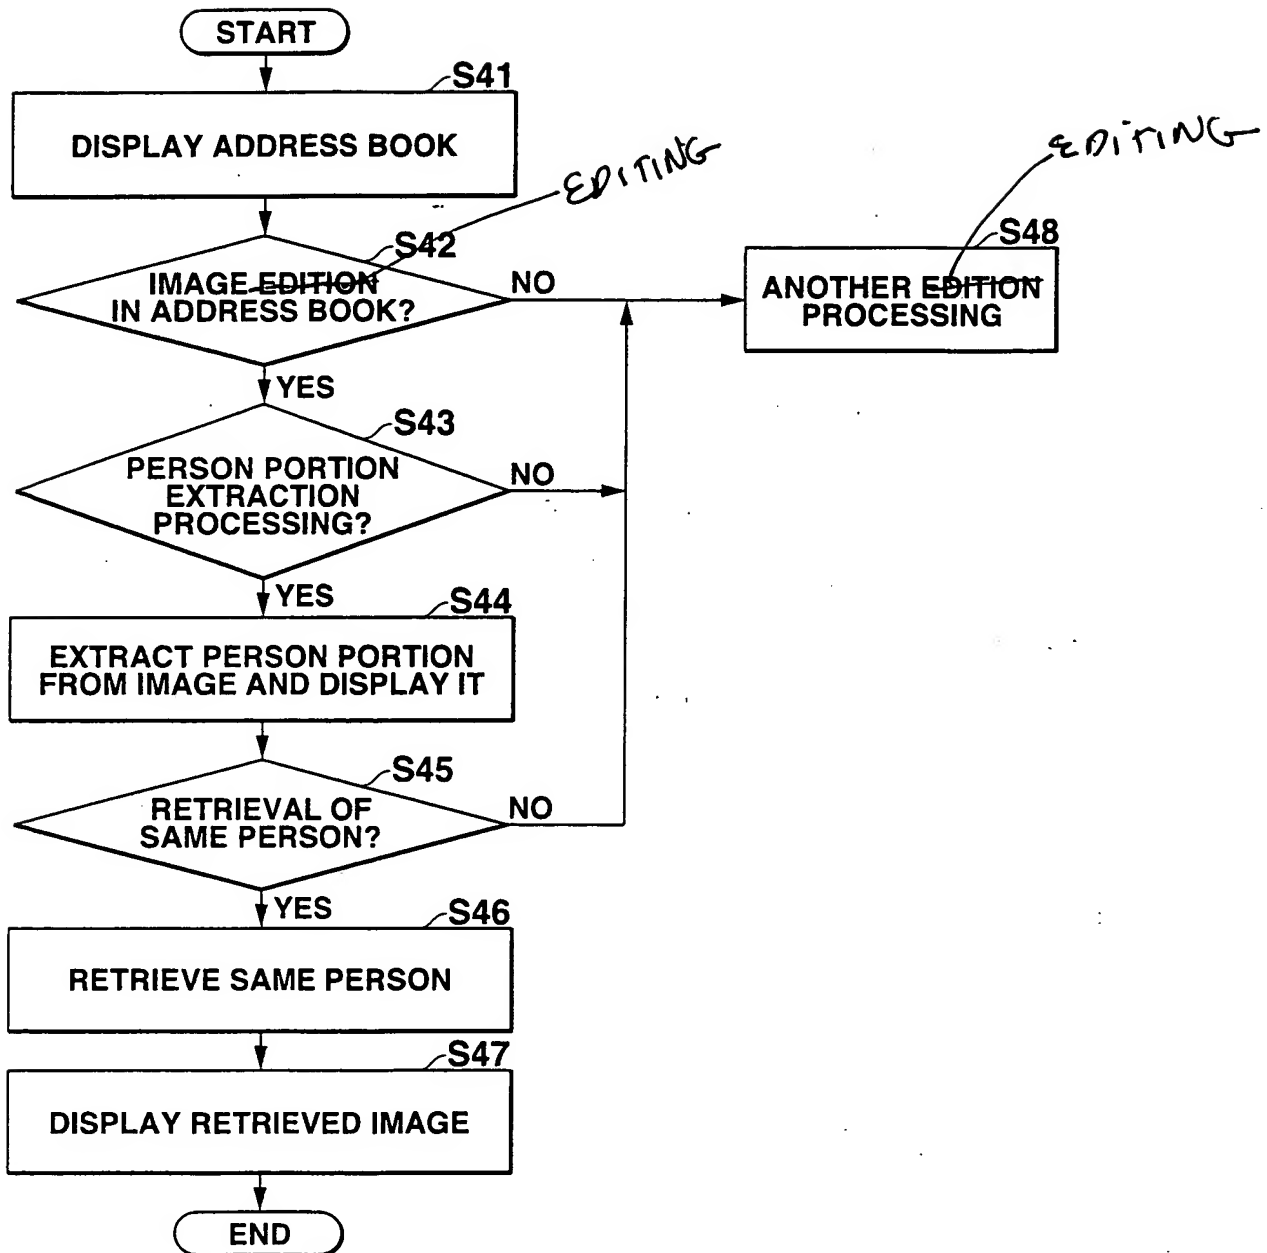 START
S41
DISPLAY ADDRESS BOOK
EDITING
EDITING
S42
IMAGE EDITION
IN ADDRESS BOOK?
NO
S48
ANOTHER EDITION
PROCESSING
YES
S43
PERSON PORTION
EXTRACTION
PROCESSING?
NO
YES
S44
EXTRACT PERSON PORTION
FROM IMAGE AND DISPLAY IT
S45
RETRIEVAL OF
SAME PERSON?
NO
YES
S46
RETRIEVE SAME PERSON
S47
DISPLAY RETRIEVED IMAGE
END